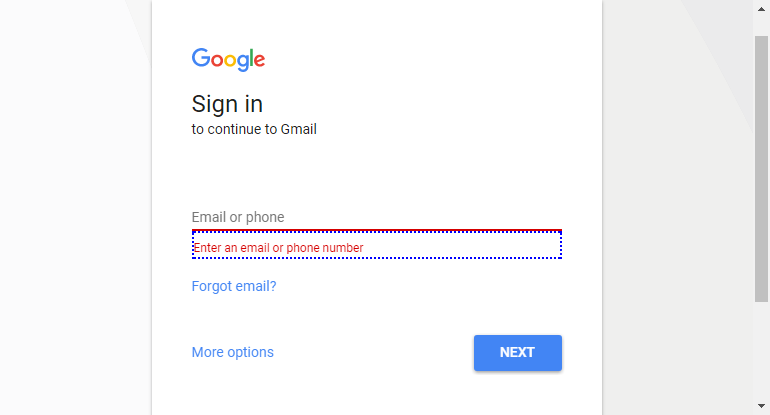 Google
Sign in
to continue to Gmail
Email or phone
Enter an email or phone number
Forgot email?
More options
NEXT